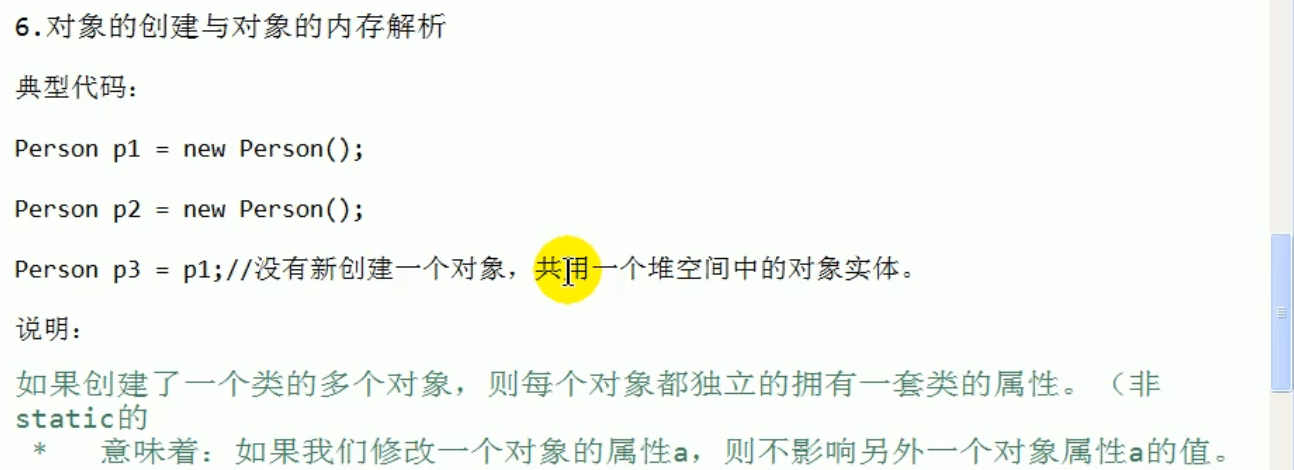 6.对象的创建与对象的内存解析
典型代码：
Person p1 = new Person();
Person p2 = new Person();
Person p3 = p1;//没有新创建一个对象，共用一个堆空间中的对象实体。
说明：
如果创建了一个类的多个对象，则每个对象都独立的拥有一套类的属性。（非
static的
* 意味着：如果我们修改一个对象的属性a，则不影响另外一个对象属性a的值。